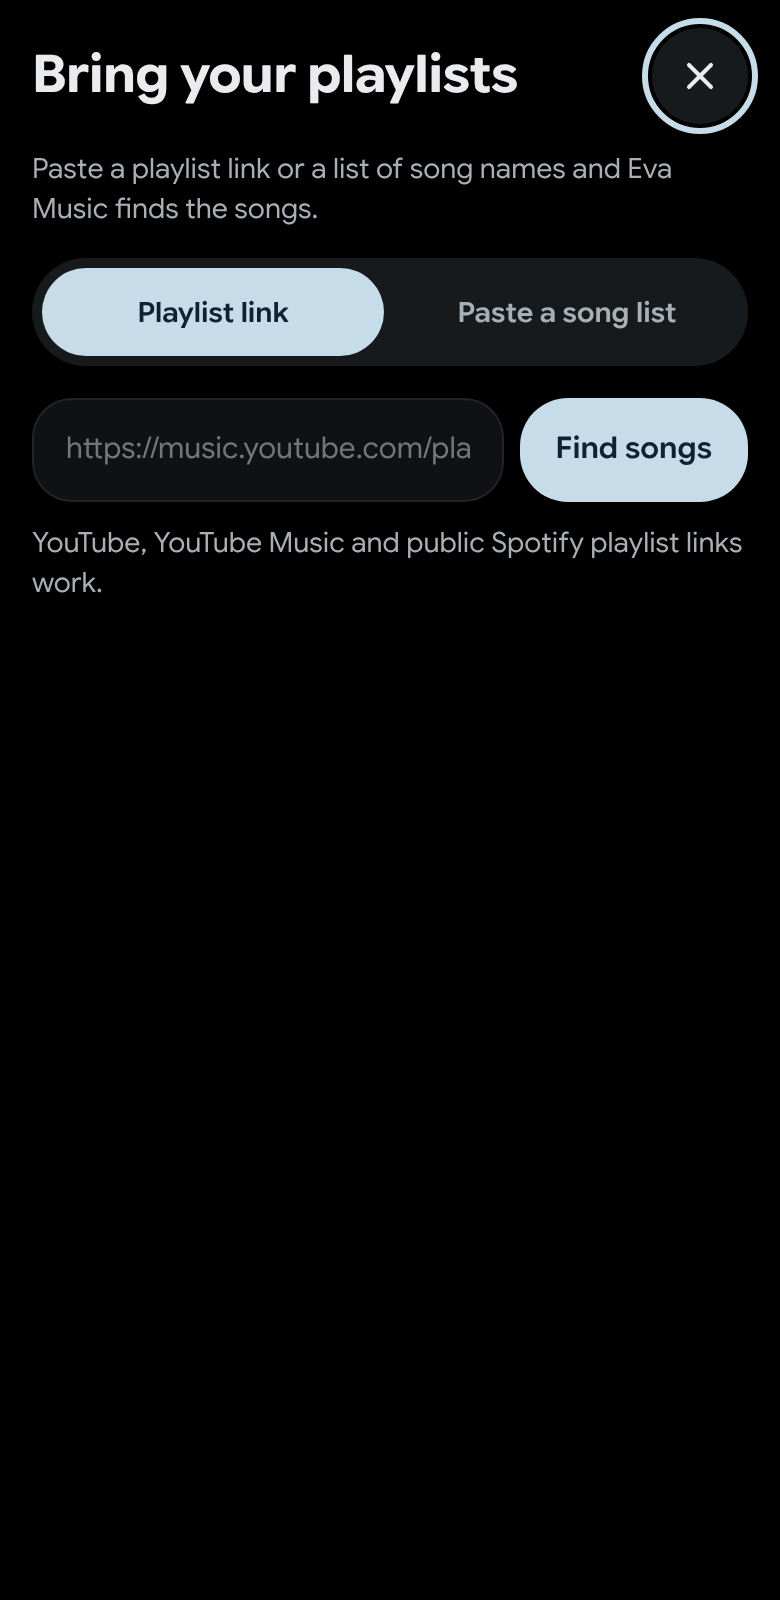 Bring your playlists
Paste a playlist link or a list of song names and Eva
Music finds the songs.
Playlist link
Paste a song list
https://music.youtube.com/pla
Find songs
YouTube, YouTube Music and public Spotify playlist links
work.